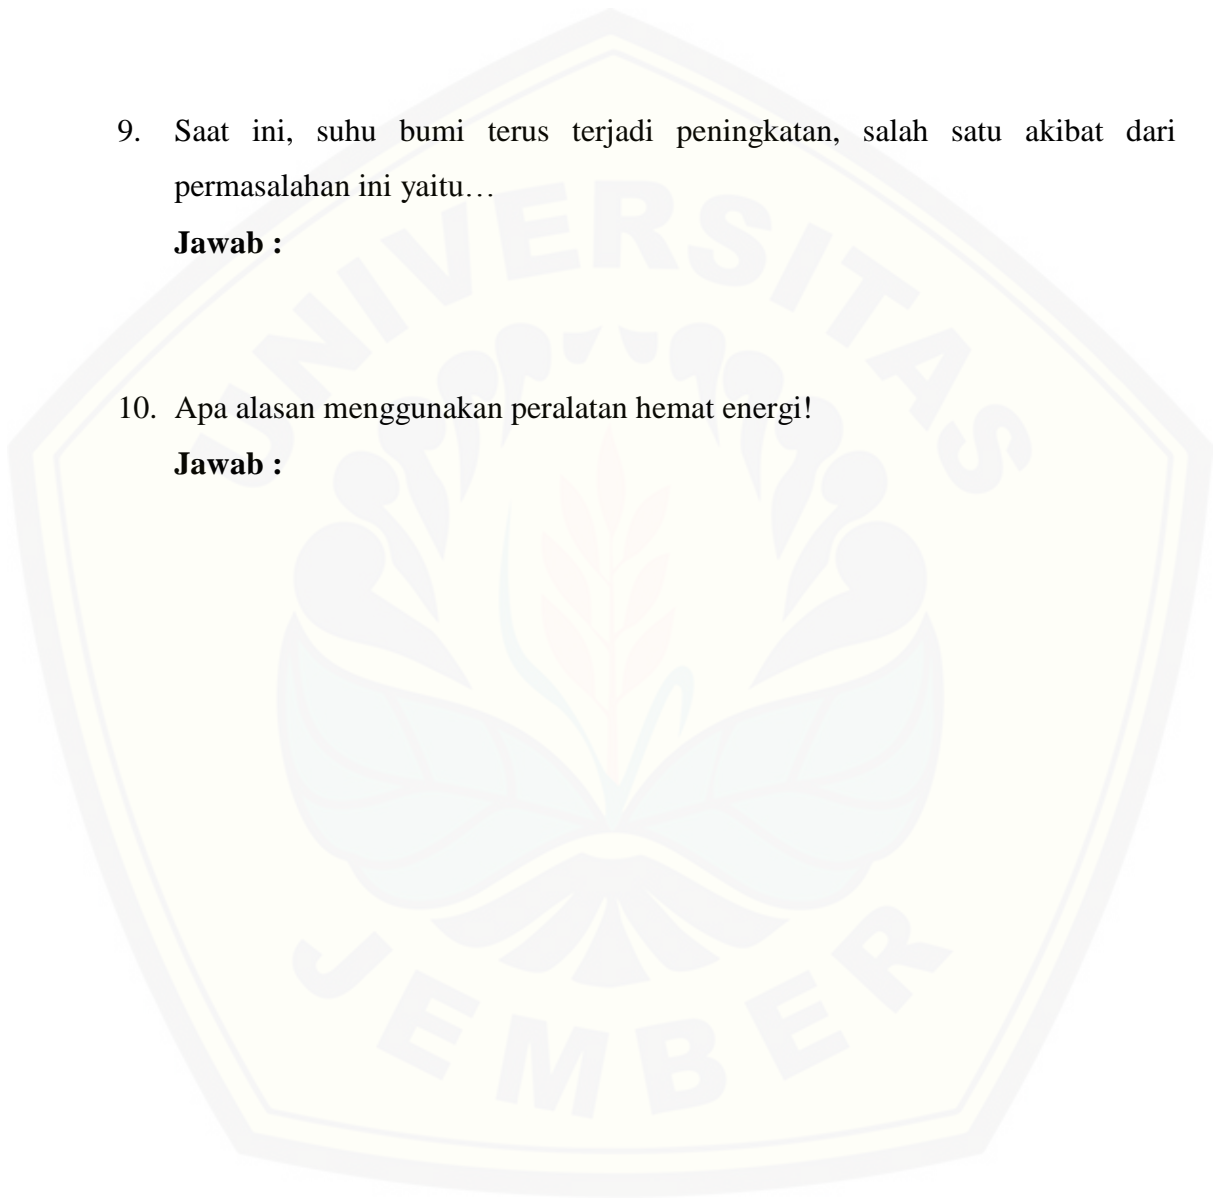 9. Saat ini, suhu bumi terus terjadi peningkatan, salah satu akibat dari
permasalahan ini yaitu…
Jawab :
10. Apa alasan menggunakan peralatan hemat energi!
Jawab :
UNIVERSITAS
JEMBER